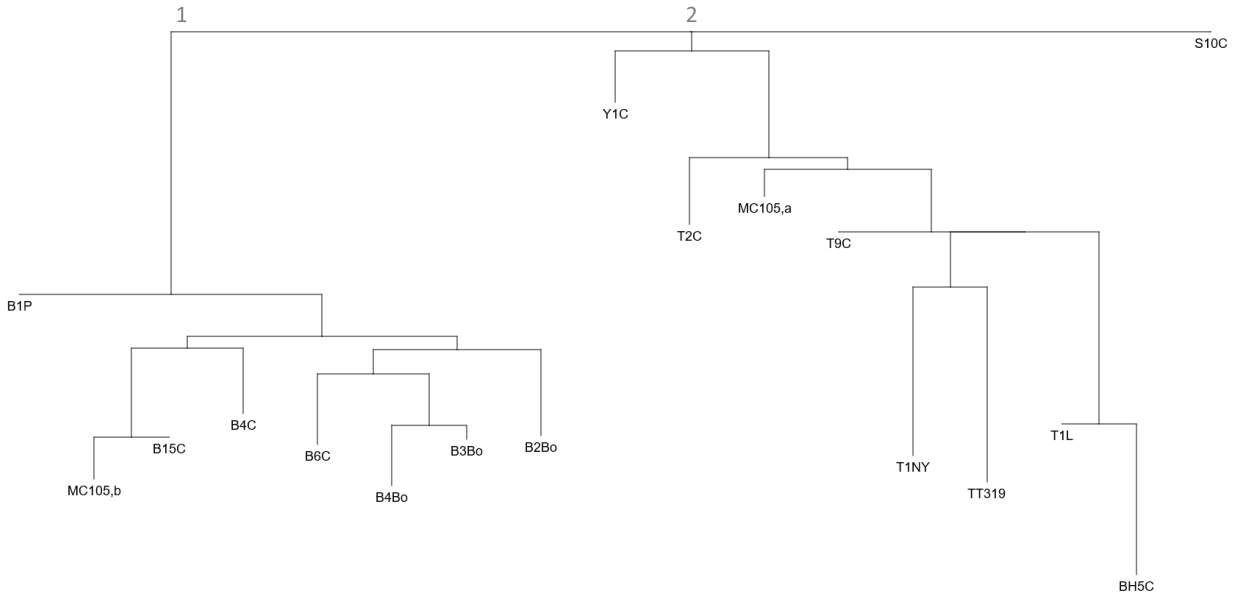 1
2
S10C
Y1C
MC105,a
T2C
T9C
B1P
B4C
B15C
B6C
B3Bo
B2Bo
T1L
T1NY
MC105,b
B4Bo
TT319
BH5C